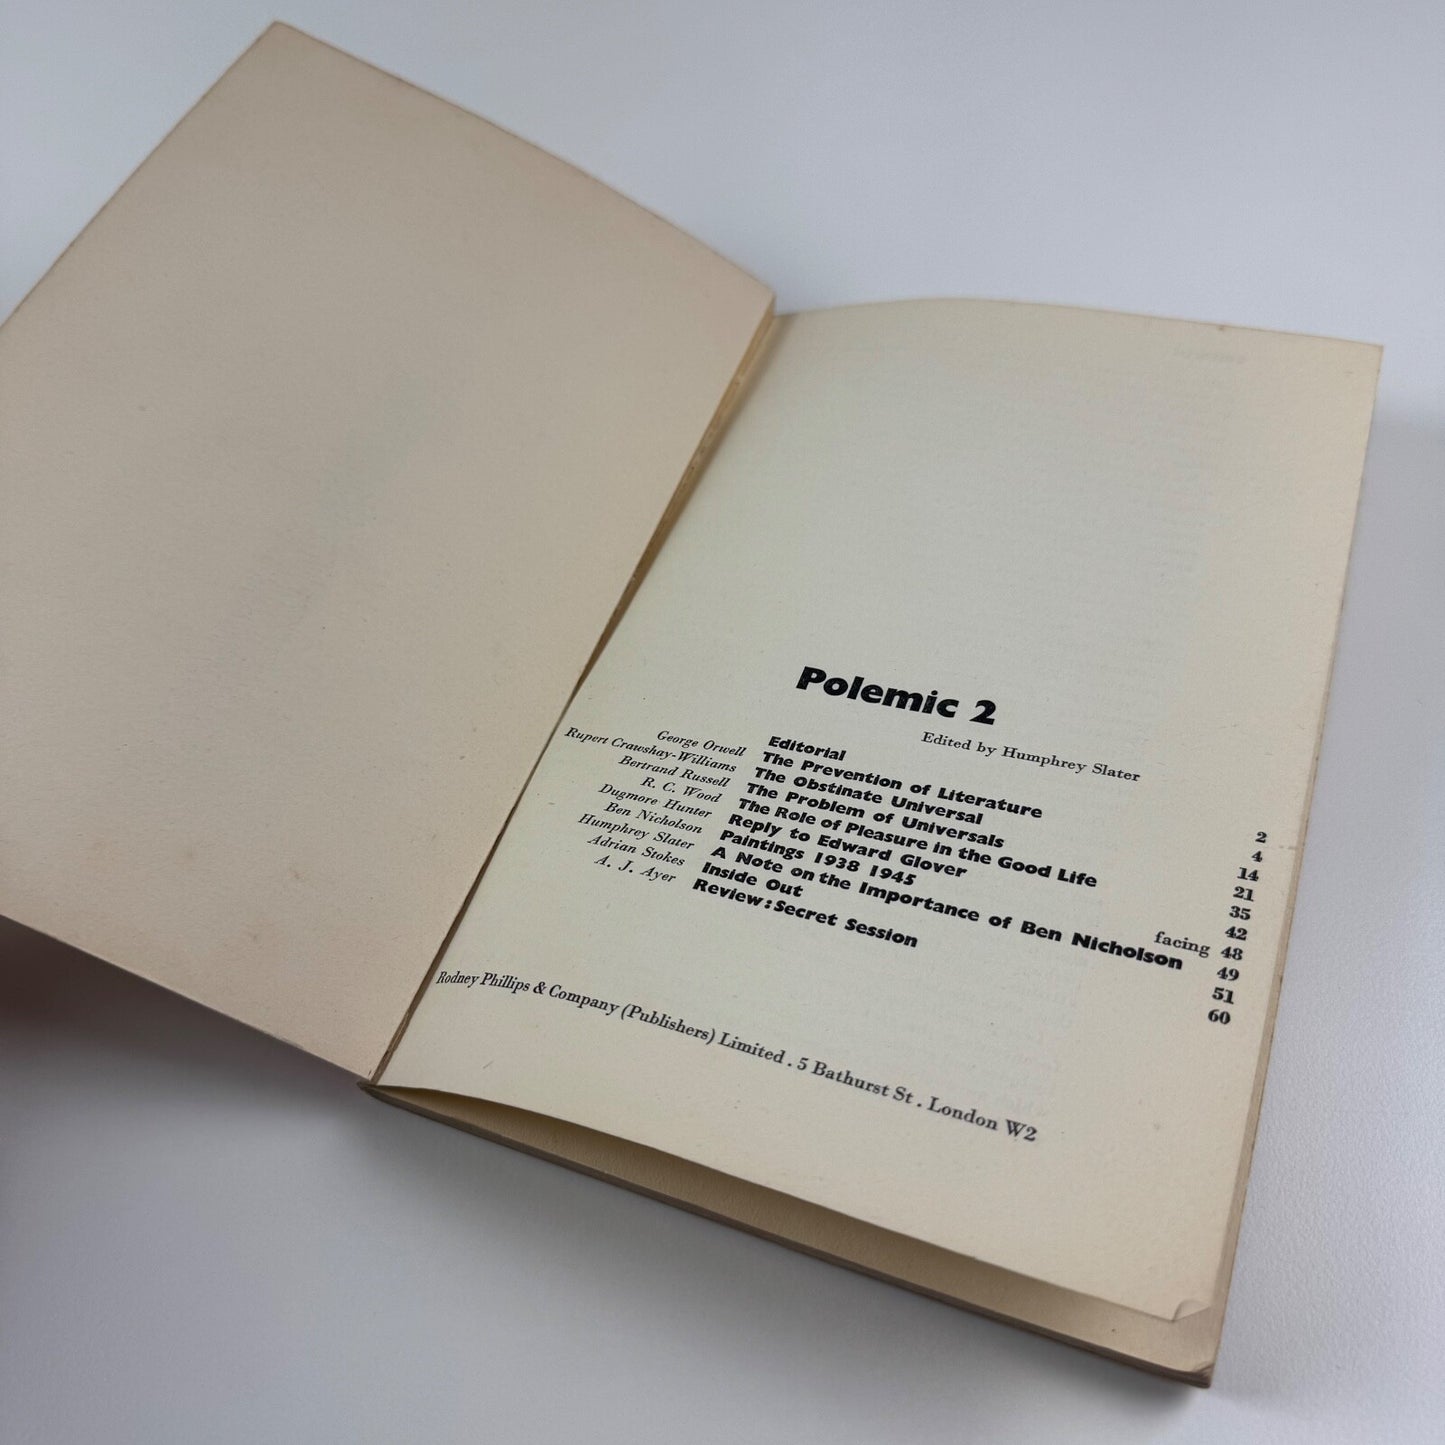 Polemic 2
Edited by Humphrey Slater
Editorial 2
George Orwell The Prevention of Literature 4
Rupert Crawshay-Williams The Obstinate Universal 14
Bertrand Russell The Problem of Universals 21
R. C. Wood The Role of Pleasure in the Good Life 35
Dugmore Hunter Reply to Edward Glover 42
Ben Nicholson Paintings 1938 1945 facing 48
Humphrey Slater A Note on the Importance of Ben Nicholson 49
Adrian Stokes Inside Out 51
A. J. Ayer Review: Secret Session 60
Rodney Phillips & Company (Publishers) Limited . 5 Bathurst St . London W2